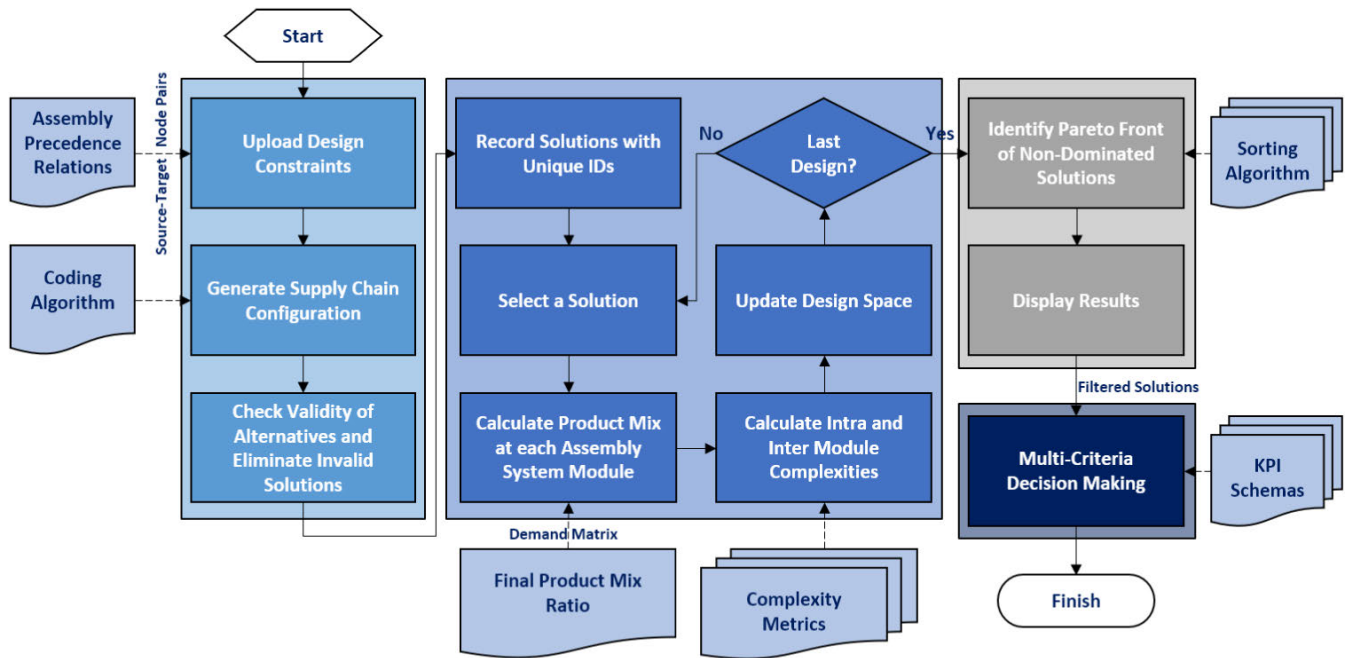 Start
Assembly
Precedence
Relations
Source-Target Node Pairs
Upload Design
Constraints
Coding
Algorithm
Generate Supply Chain
Configuration
Check Validity of
Alternatives and
Eliminate Invalid
Solutions
Record Solutions with
Unique IDs
Select a Solution
Calculate Product Mix
at each Assembly
System Module
Demand Matrix
Final Product Mix
Ratio
Calculate Intra and
Inter Module
Complexities
Complexity
Metrics
Update Design Space
Last
Design?
No
Yes
Identify Pareto Front
of Non-Dominated
Solutions
Sorting
Algorithm
Display Results
Filtered Solutions
Multi-Criteria
Decision Making
KPI
Schemas
Finish